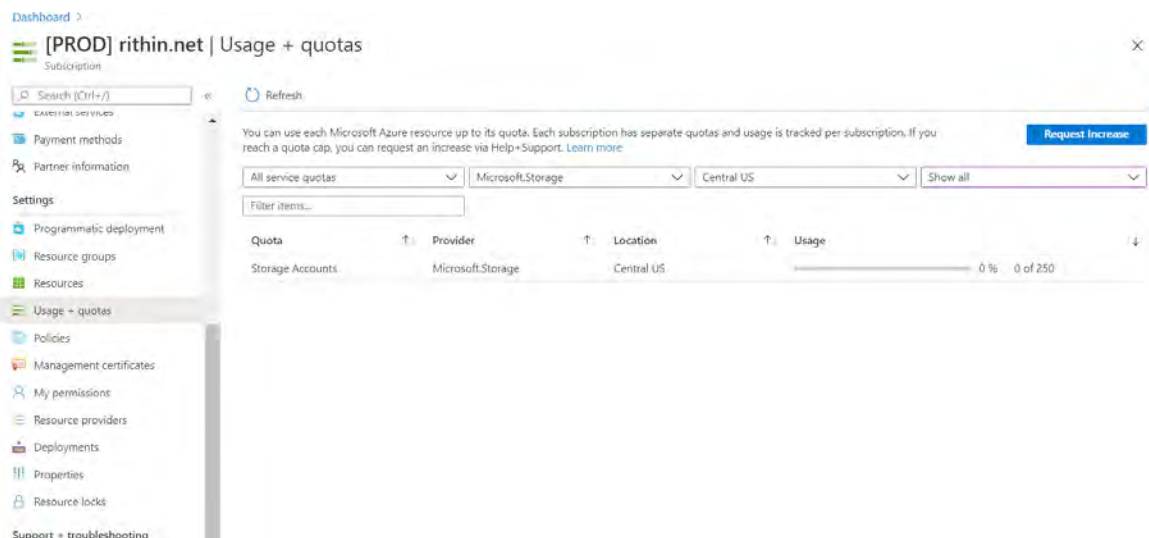 Dashboard >
[PROD] rithin.net | Usage + quotas
Subscription
Search (Ctrl+/)
«
Refresh
External services
Payment methods
Partner information
Settings
Programmatic deployment
Resource groups
Resources
Usage + quotas
Policies
Management certificates
My permissions
Resource providers
Deployments
Properties
Resource locks
Support + troubleshooting
You can use each Microsoft Azure resource up to its quota. Each subscription has separate quotas and usage is tracked per subscription. If you
reach a quota cap, you can request an increase via Help+Support. Learn more
Request Increase
All service quotas Microsoft.Storage Central US Show all
Filter items...
Quota ↑ Provider ↑ Location ↑ Usage ↓
Storage Accounts Microsoft.Storage Central US 0 % 0 of 250